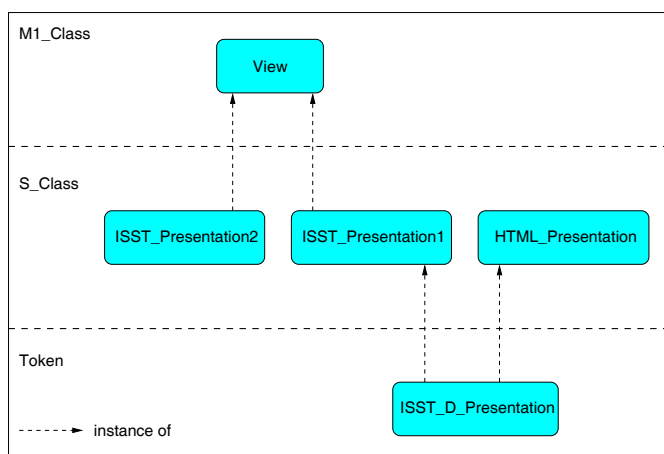 M1_Class
View
S_Class
ISST_Presentation2
ISST_Presentation1
HTML_Presentation
Token
ISST_D_Presentation
instance of